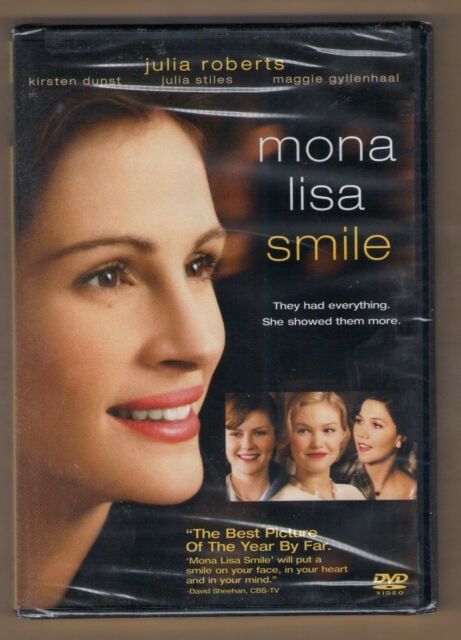 julia roberts
kirsten dunst julia stiles maggie gyllenhaal
mona
lisa
smile
They had everything.
She showed them more.
“The Best Picture
Of The Year By Far.
‘Mona Lisa Smile’ will put a
smile on your face, in your heart
and in your mind.”
-David Sheehan, CBS-TV
DVD
VIDEO